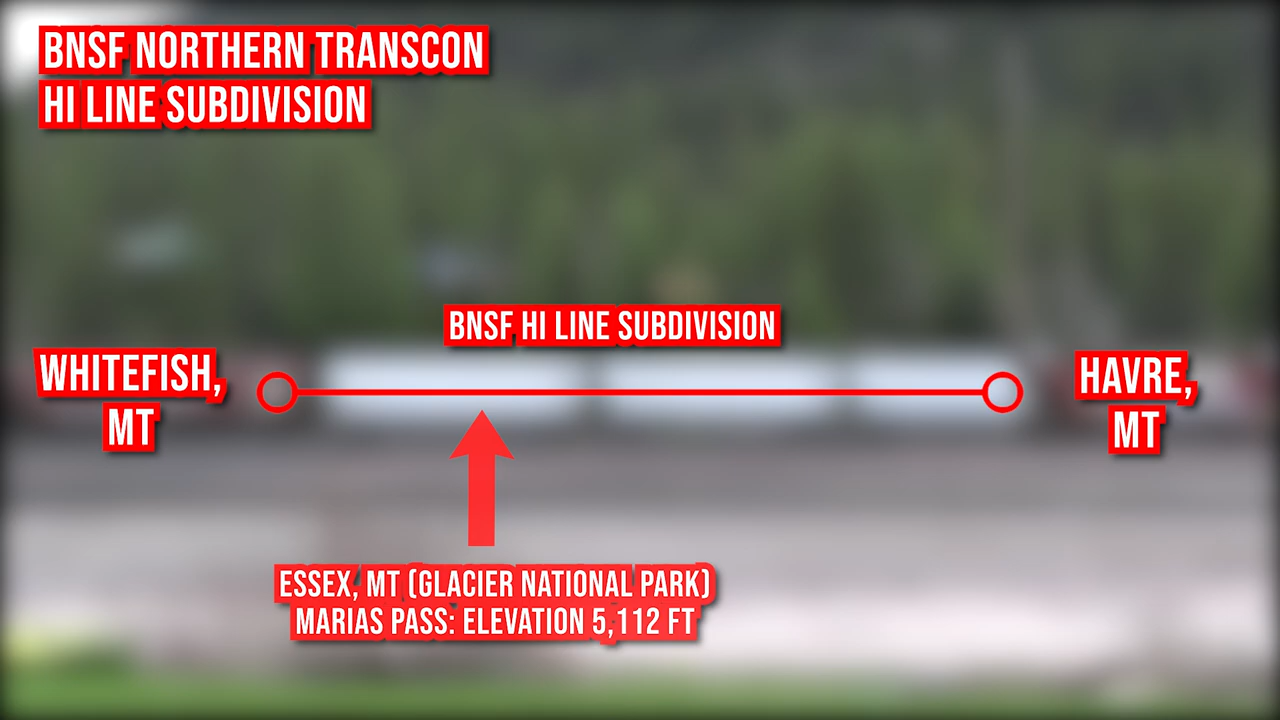 BNSF NORTHERN TRANSCON
HI LINE SUBDIVISION
BNSF HI LINE SUBDIVISION
WHITEFISH,
MT
HAVRE,
MT
ESSEX, MT (GLACIER NATIONAL PARK)
MARIAS PASS: ELEVATION 5,112 FT